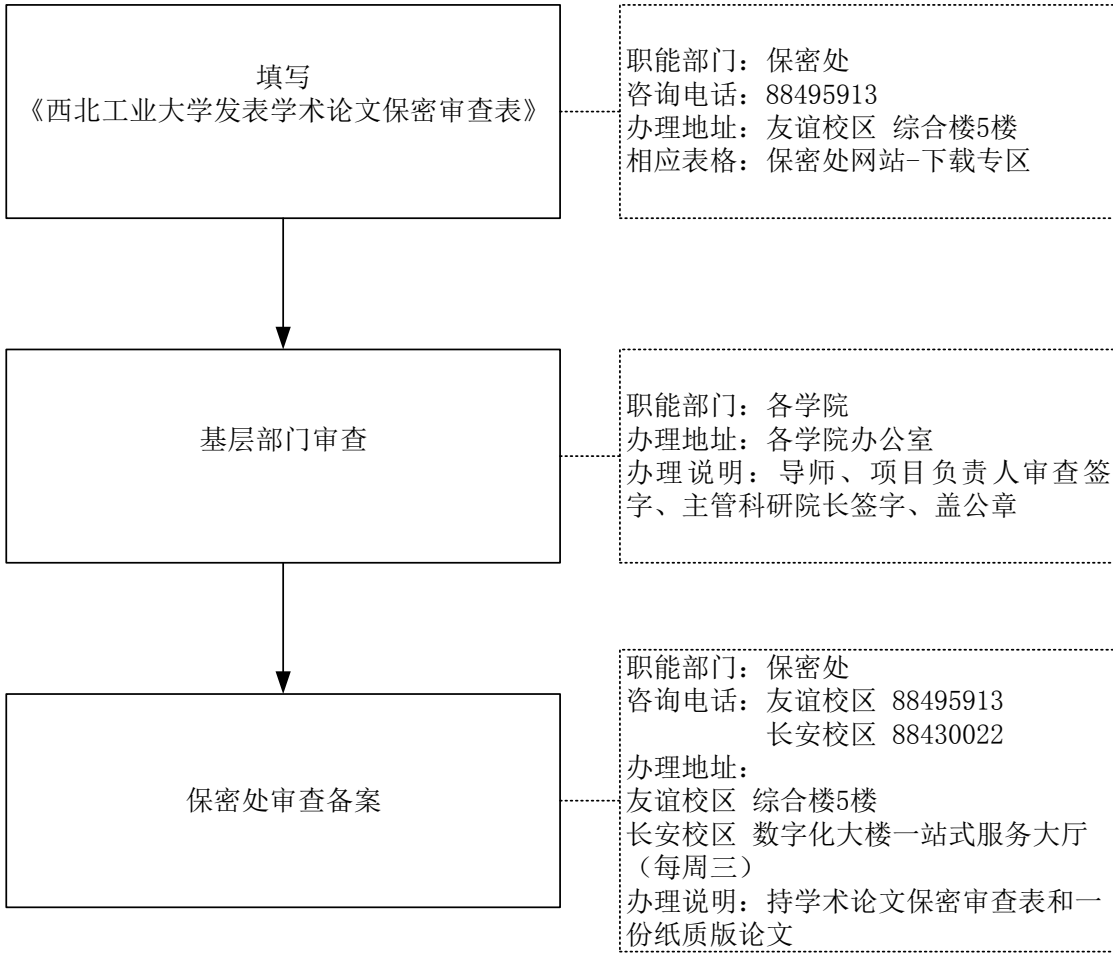 填写
《西北工业大学发表学术论文保密审查表》
职能部门：保密处
咨询电话：88495913
办理地址：友谊校区 综合楼5楼
相应表格：保密处网站-下载专区
基层部门审查
职能部门：各学院
办理地址：各学院办公室
办理说明：导师、项目负责人审查签
字、主管科研院长签字、盖公章
保密处审查备案
职能部门：保密处
咨询电话：友谊校区 88495913
长安校区 88430022
办理地址：
友谊校区 综合楼5楼
长安校区 数字化大楼一站式服务大厅
（每周三）
办理说明：持学术论文保密审查表和一
份纸质版论文